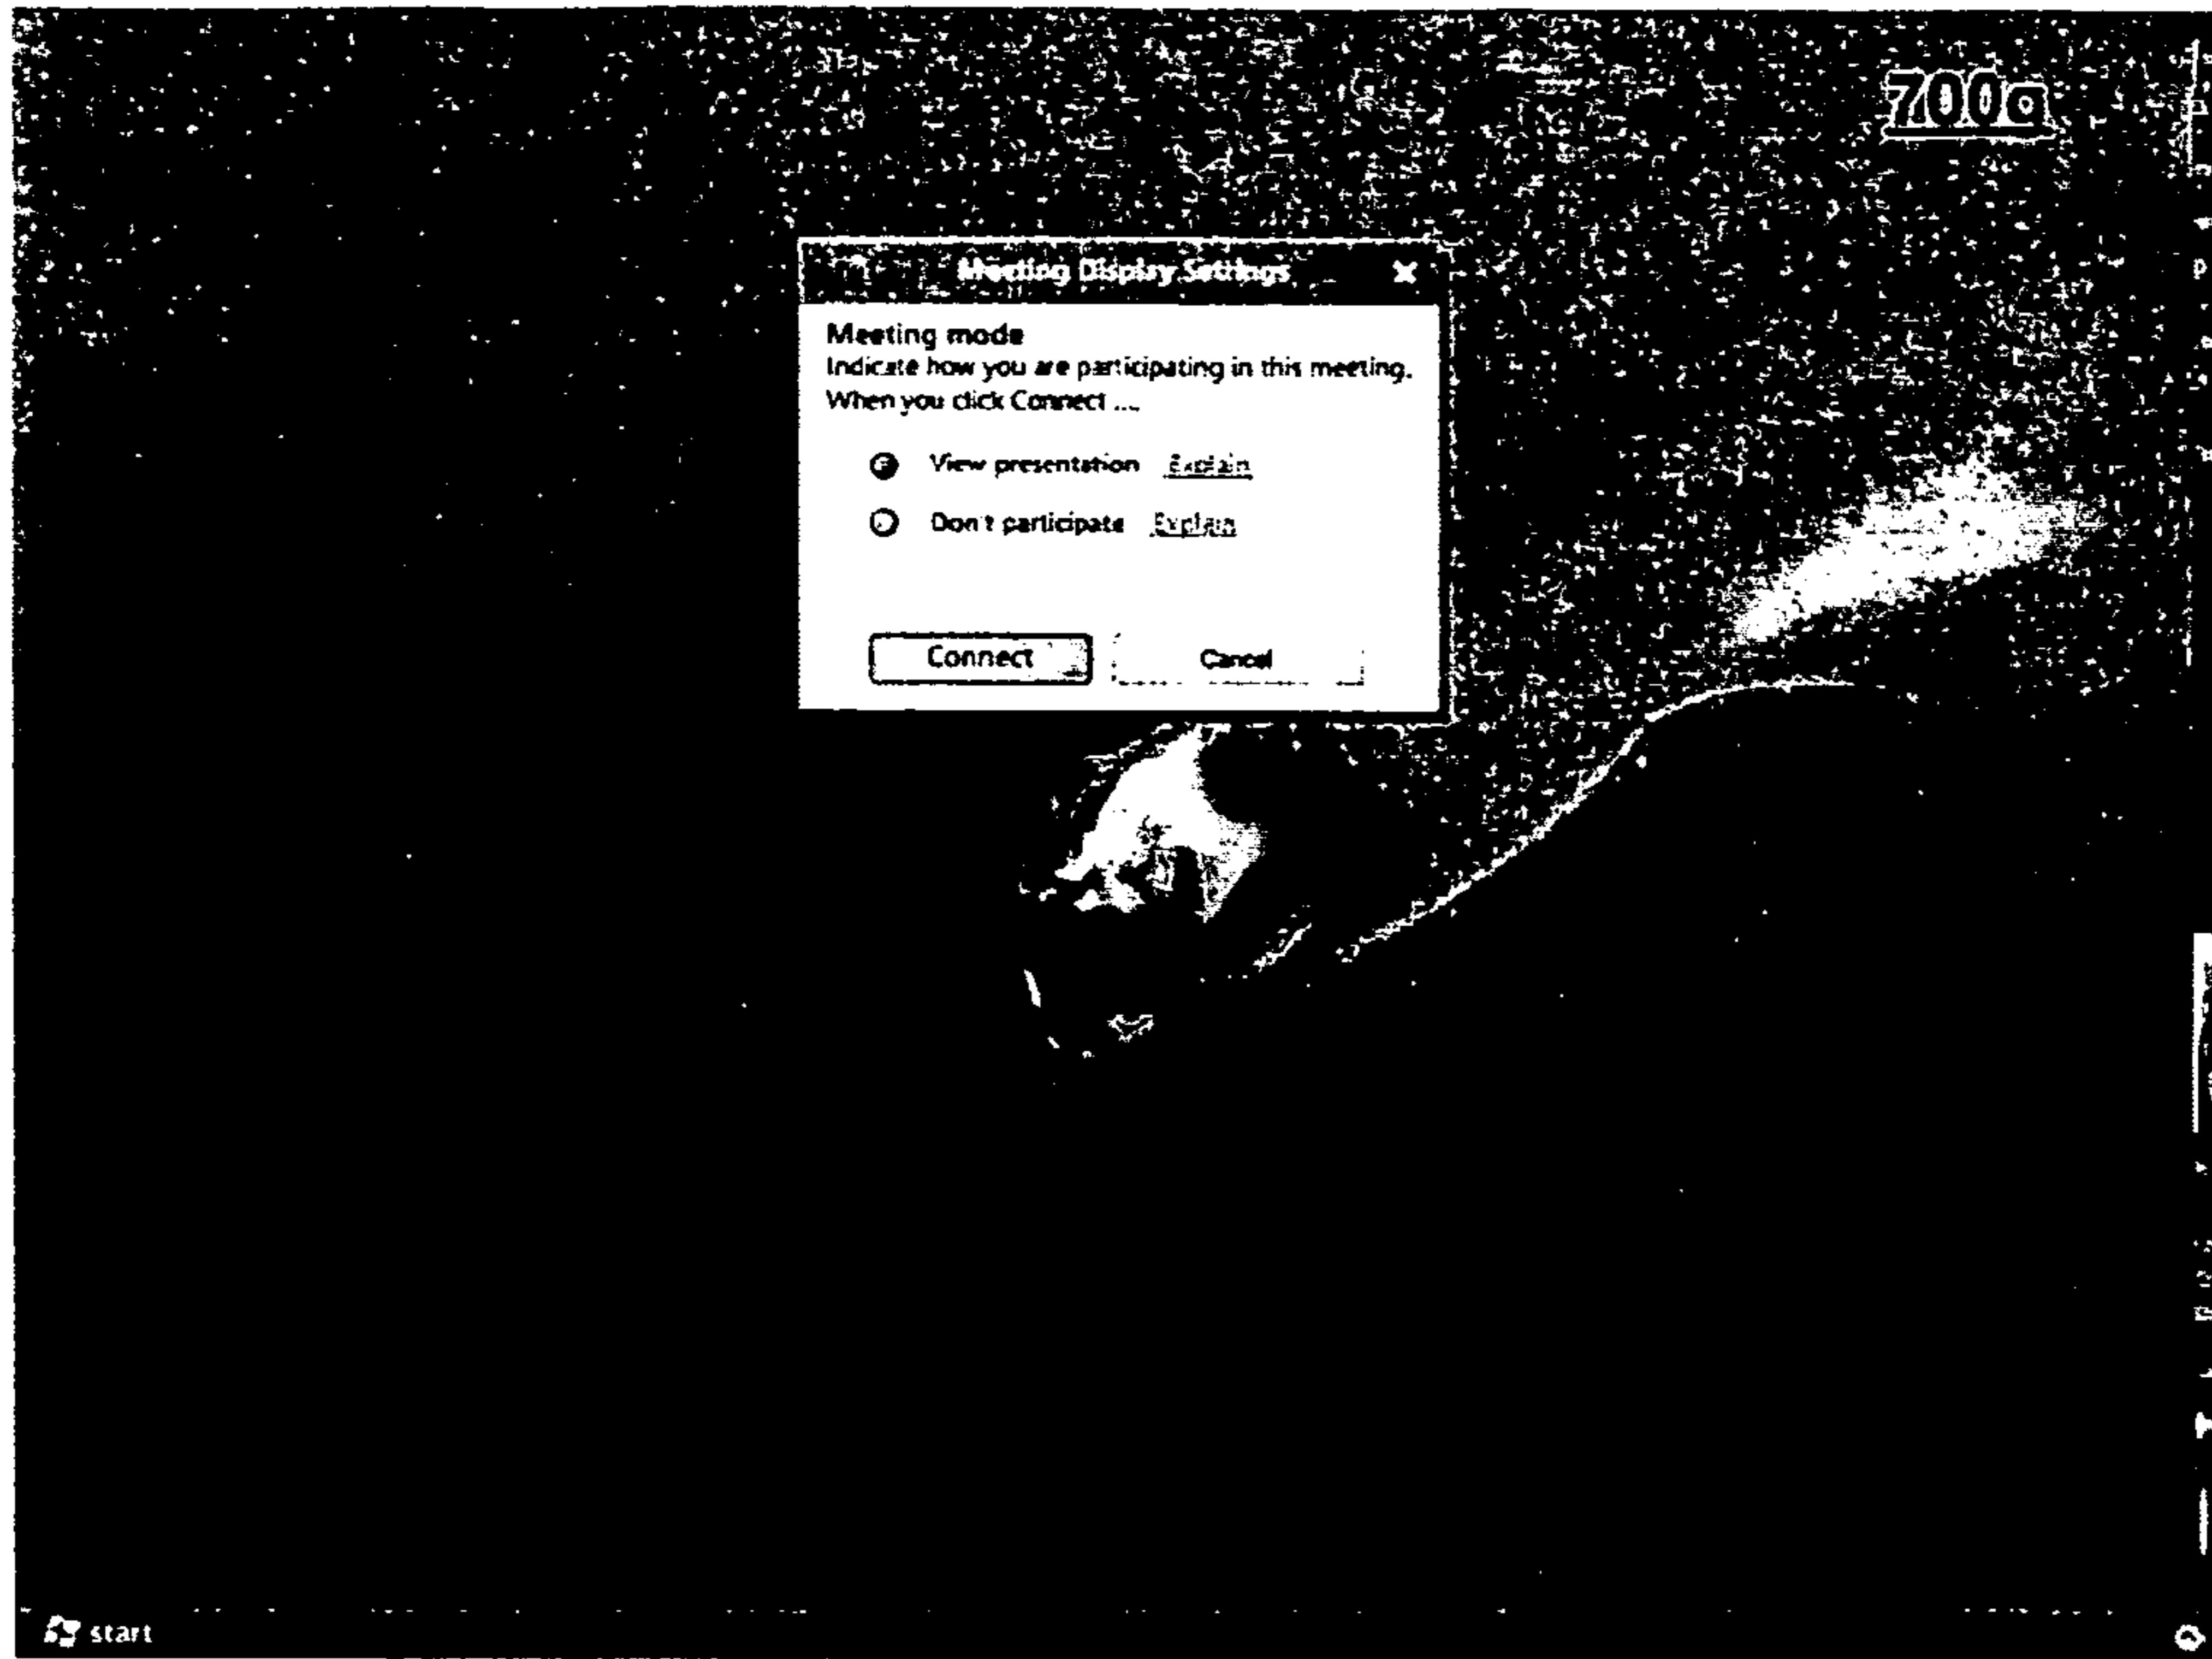 700a
Meeting Display Settings
Meeting mode
Indicate how you are participating in this meeting.
When you click Connect ...
View presentation Explain
Don't participate Explain
Connect Cancel
start